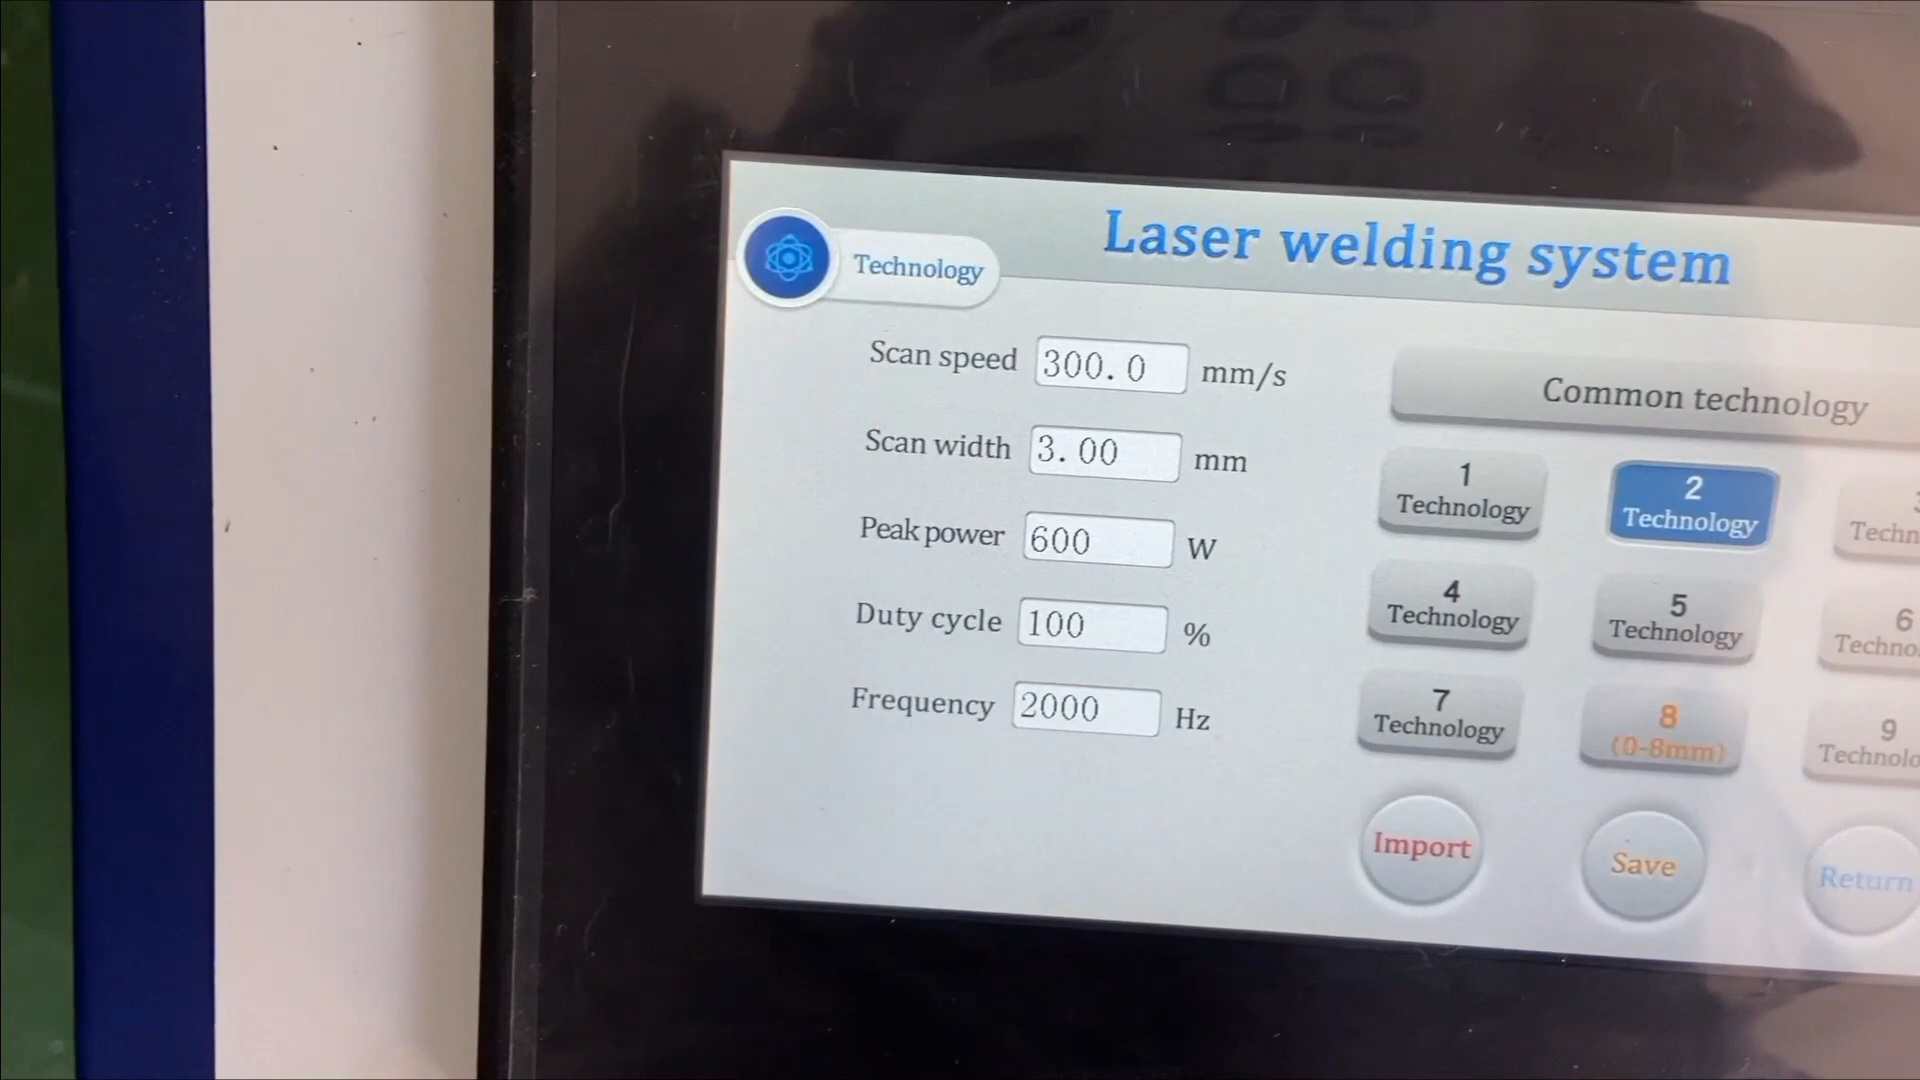 Laser welding system
Technology
Scan speed 300.0 mm/s
Scan width 3.00 mm
Peak power 600 W
Duty cycle 100 %
Frequency 2000 Hz
Common technology
1 Technology
2 Technology
4 Technology
5 Technology
6 Techno
7 Technology
8 (0-8mm)
9 Technolo
Import
Save
Return